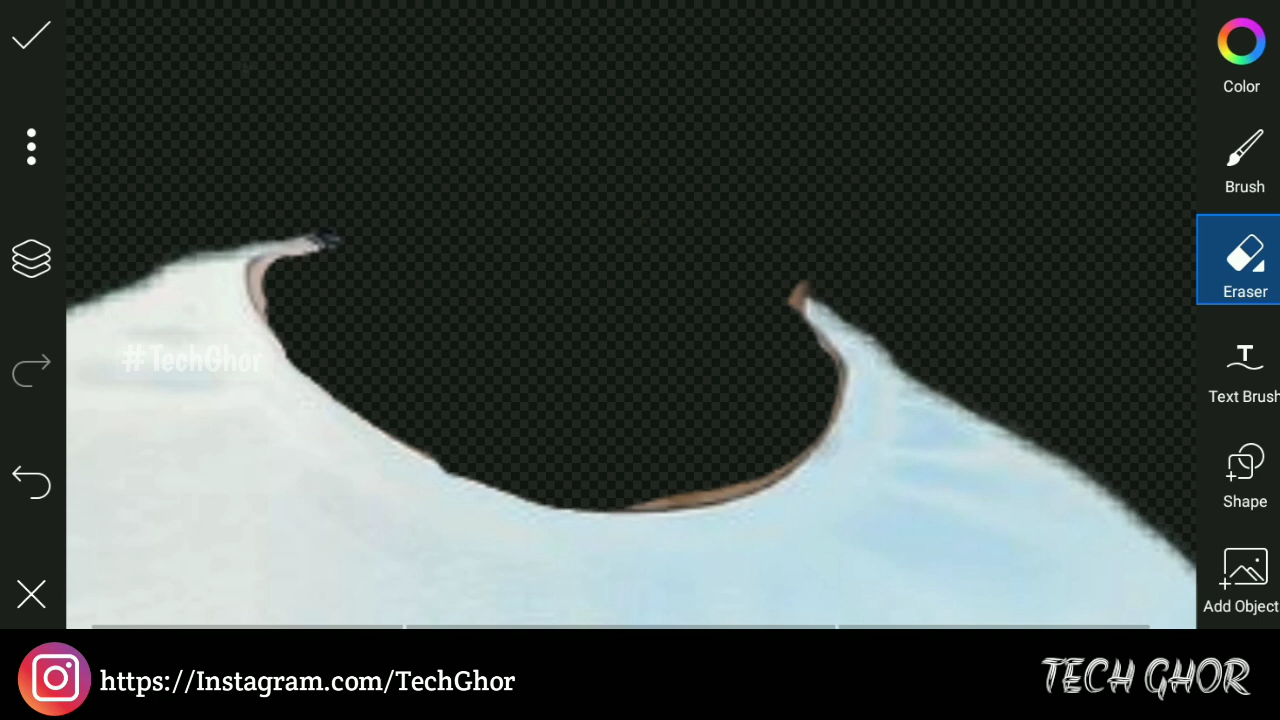 Color
Brush
Eraser
#TechGhor
Text Brush
Shape
Add Object
https://Instagram.com/TechGhor
TECH GHOR